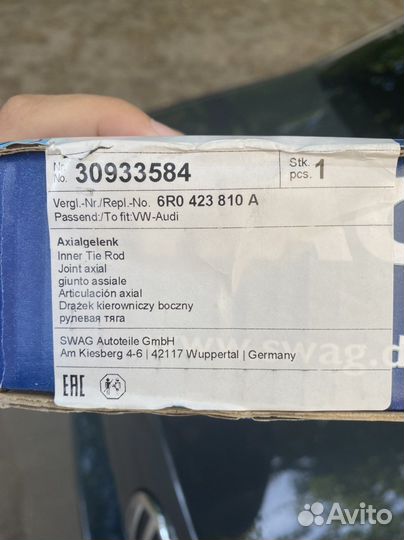 Nr. No. 30933584 Stk. pcs. 1
Vergl.-Nr./Repl.-No. 6R0 423 810 A
Passend:/To fit:VW-Audi
Axialgelenk
Inner Tie Rod
Joint axial
giunto assiale
Articulación axial
Drażek kierowniczy boczny
рулевая тяга
SWAG Autoteile GmbH
Am Kiesberg 4-6 | 42117 Wuppertal | Germany
EAC
www.swag.d
Avito